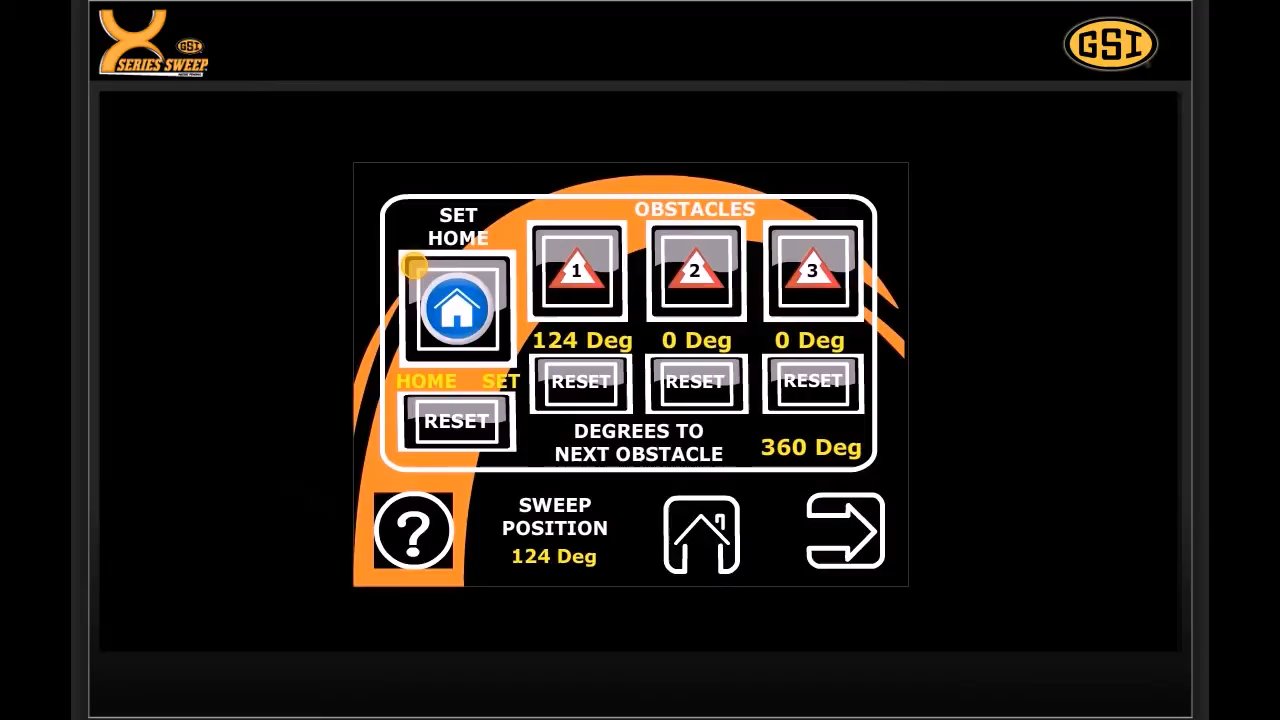 GSI
SERIES SWEEP
GSI
SET
HOME
OBSTACLES
1
2
3
124 Deg
0 Deg
0 Deg
HOME SET
RESET
RESET
RESET
RESET
DEGREES TO
NEXT OBSTACLE
360 Deg
?
SWEEP
POSITION
124 Deg